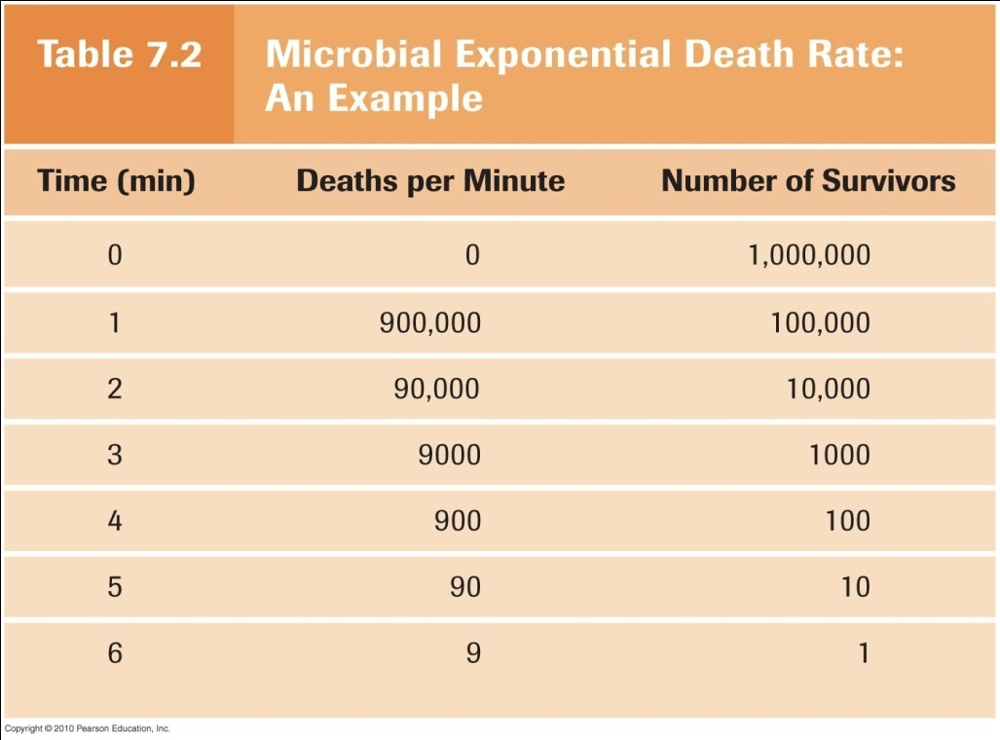 Table 7.2
Microbial Exponential Death Rate:
An Example
Time (min) Deaths per Minute Number of Survivors
0 0 1,000,000
1 900,000 100,000
2 90,000 10,000
3 9000 1000
4 900 100
5 90 10
6 9 1
Copyright © 2010 Pearson Education, Inc.